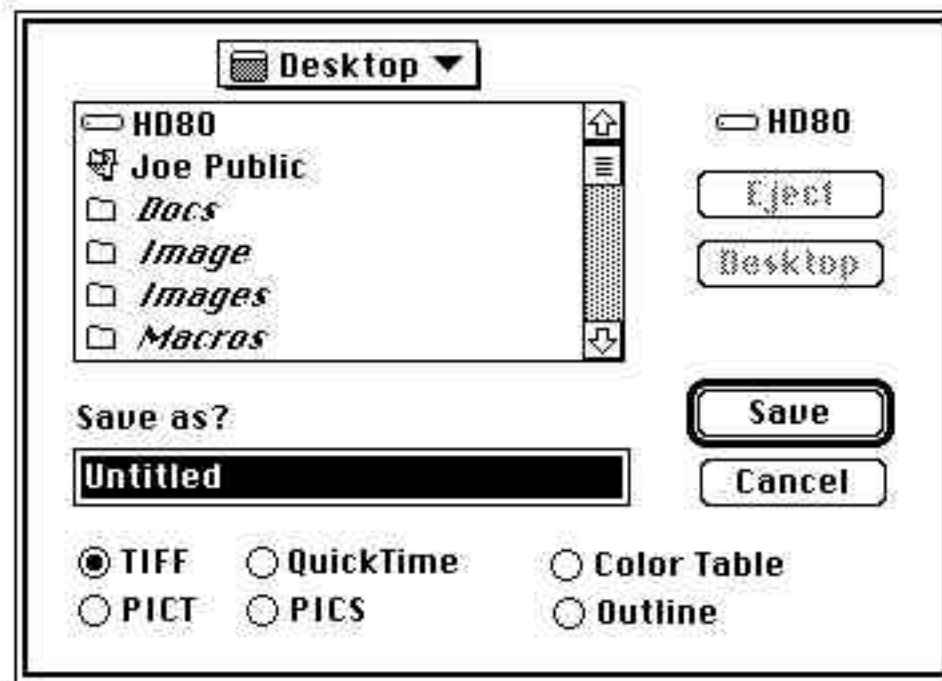 Desktop
HD80
Joe Public
Docs
Image
Images
Macros
HD80
Eject
Desktop
Save as?
Untitled
Save
Cancel
TIFF QuickTime Color Table
PICT PICS Outline